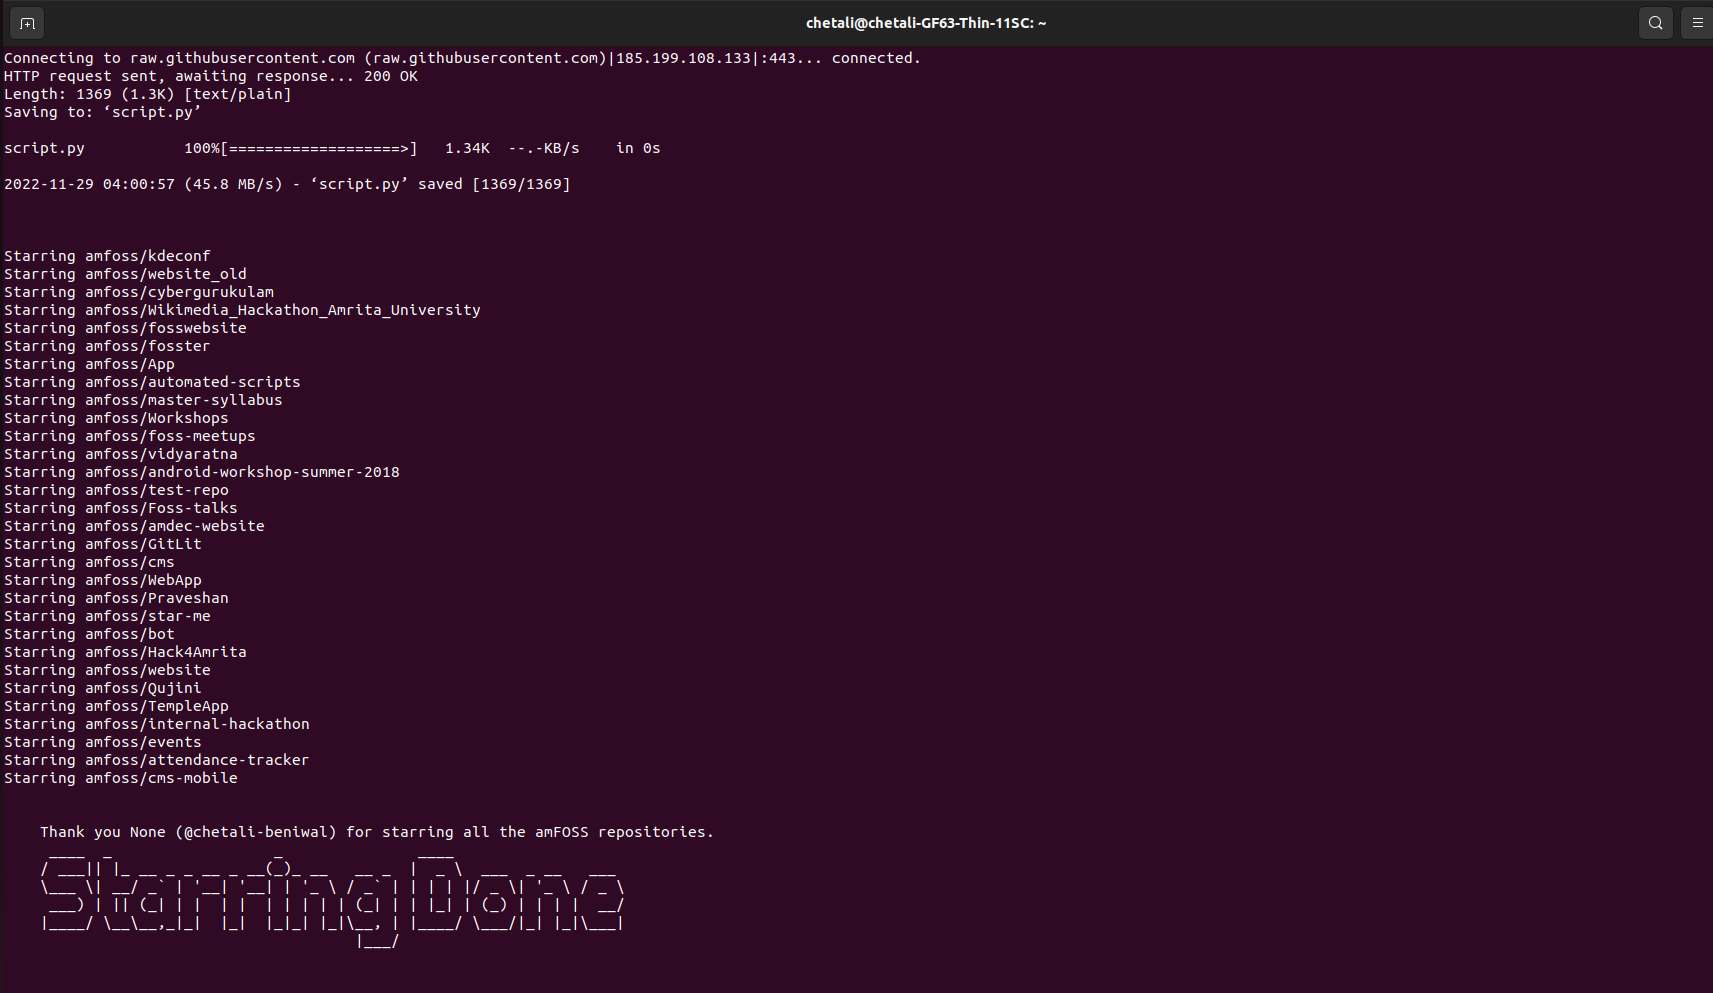 chetali@chetali-GF63-Thin-11SC: ~
Connecting to raw.githubusercontent.com (raw.githubusercontent.com)|185.199.108.133|:443... connected.
HTTP request sent, awaiting response... 200 OK
Length: 1369 (1.3K) [text/plain]
Saving to: ‘script.py’
script.py           100%[===================>]   1.34K  --.-KB/s    in 0s
2022-11-29 04:00:57 (45.8 MB/s) - ‘script.py’ saved [1369/1369]
Starring amfoss/kdeconf
Starring amfoss/website_old
Starring amfoss/cybergurukulam
Starring amfoss/Wikimedia_Hackathon_Amrita_University
Starring amfoss/fosswebsite
Starring amfoss/fosster
Starring amfoss/App
Starring amfoss/automated-scripts
Starring amfoss/master-syllabus
Starring amfoss/Workshops
Starring amfoss/foss-meetups
Starring amfoss/vidyaratna
Starring amfoss/android-workshop-summer-2018
Starring amfoss/test-repo
Starring amfoss/Foss-talks
Starring amfoss/amdec-website
Starring amfoss/GitLit
Starring amfoss/cms
Starring amfoss/WebApp
Starring amfoss/Praveshan
Starring amfoss/star-me
Starring amfoss/bot
Starring amfoss/Hack4Amrita
Starring amfoss/website
Starring amfoss/Qujini
Starring amfoss/TempleApp
Starring amfoss/internal-hackathon
Starring amfoss/events
Starring amfoss/attendance-tracker
Starring amfoss/cms-mobile
Thank you None (@chetali-beniwal) for starring all the amFOSS repositories.
Starring Done